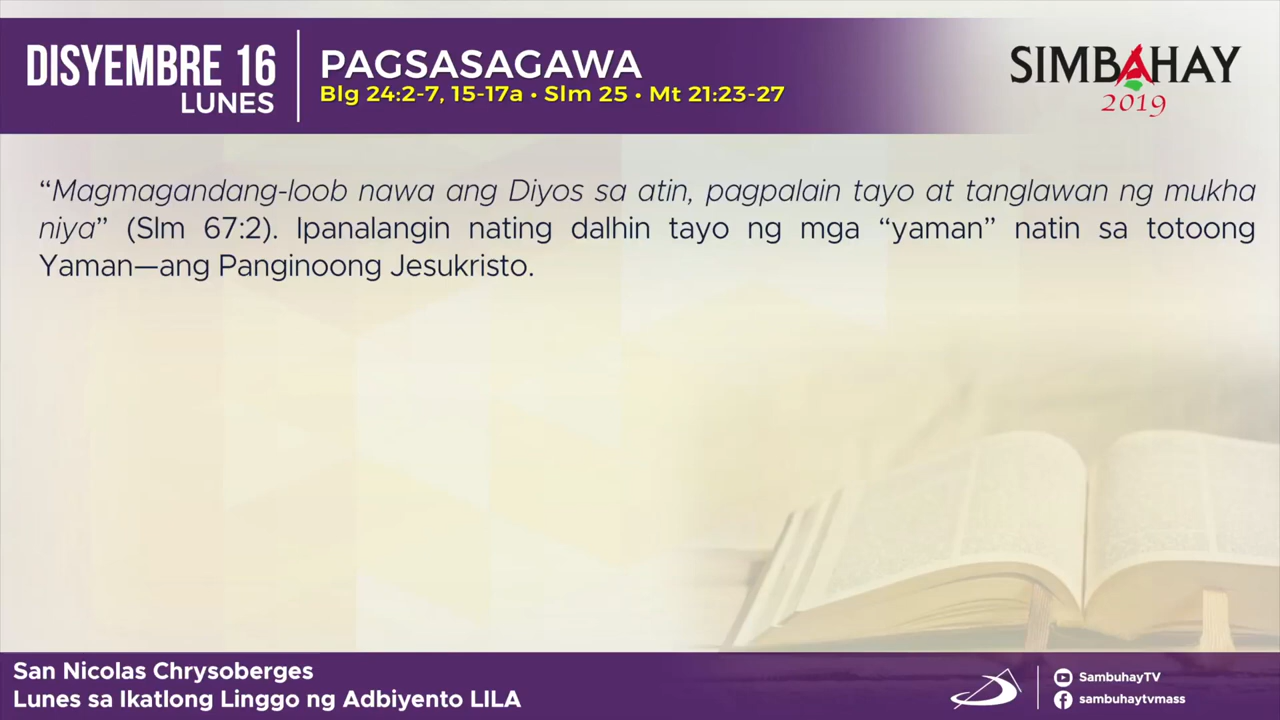 DISYEMBRE 16
LUNES
PAGSASAGAWA
Blg 24:2-7, 15-17a • Slm 25 • Mt 21:23-27
SIMBAHAY
2019
“Magmagandang-loob nawa ang Diyos sa atin, pagpalain tayo at tanglawan ng mukha
niya” (Slm 67:2). Ipanalangin nating dalhin tayo ng mga “yaman” natin sa totoong
Yaman—ang Panginoong Jesukristo.
San Nicolas Chrysoberges
Lunes sa Ikatlong Linggo ng Adbiyento LILA
SambuhayTV
sambuhaytvmass